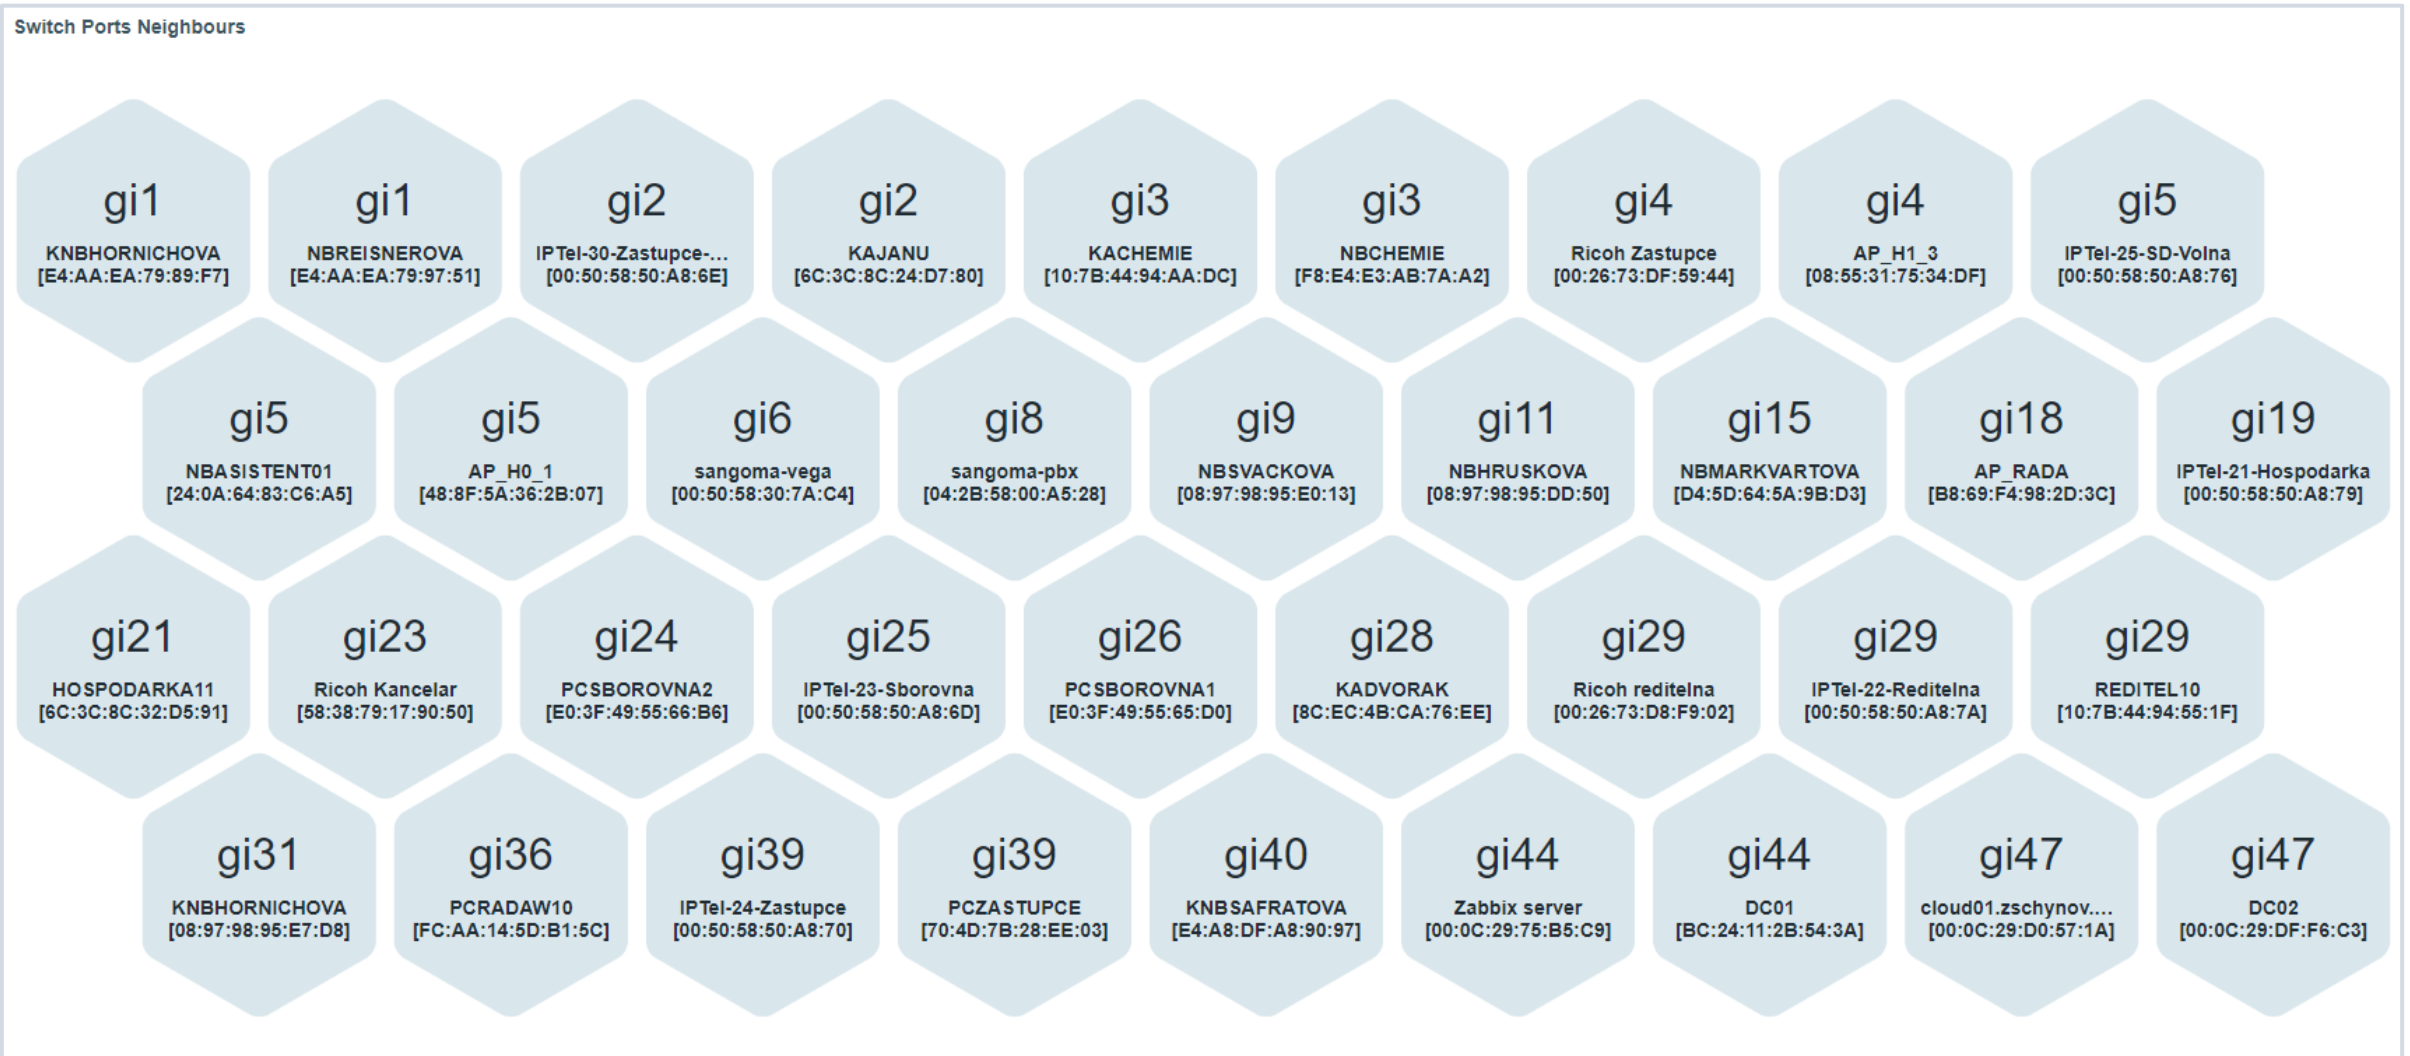 Switch Ports Neighbours
gi1
KNBHORNICHOVA
[E4:AA:EA:79:89:F7]
gi1
NBREISNEROVA
[E4:AA:EA:79:97:51]
gi2
IPTel-30-Zastupce-...
[00:50:58:50:A8:6E]
gi2
KAJANU
[6C:3C:8C:24:D7:80]
gi3
KACHEMIE
[10:7B:44:94:AA:DC]
gi3
NBCHEMIE
[F8:E4:E3:AB:7A:A2]
gi4
Ricoh Zastupce
[00:26:73:DF:59:44]
gi4
AP_H1_3
[08:55:31:75:34:DF]
gi5
IPTel-25-SD-Volna
[00:50:58:50:A8:76]
gi5
NBASISTENT01
[24:0A:64:83:C6:A5]
gi5
AP_H0_1
[48:8F:5A:36:2B:07]
gi6
sangoma-vega
[00:50:58:30:7A:C4]
gi8
sangoma-pbx
[04:2B:58:00:A5:28]
gi9
NBSVACKOVA
[08:97:98:95:E0:13]
gi11
NBHRUSKOVA
[08:97:98:95:DD:50]
gi15
NBMARKVARTOVA
[D4:5D:64:5A:9B:D3]
gi18
AP_RADA
[B8:69:F4:98:2D:3C]
gi19
IPTel-21-Hospodarka
[00:50:58:50:A8:79]
gi21
HOSPODARKA11
[6C:3C:8C:32:D5:91]
gi23
Ricoh Kancelar
[58:38:79:17:90:50]
gi24
PCSBOROVNA2
[E0:3F:49:55:66:B6]
gi25
IPTel-23-Sborovna
[00:50:58:50:A8:6D]
gi26
PCSBOROVNA1
[E0:3F:49:55:65:D0]
gi28
KADVORAK
[8C:EC:4B:CA:76:EE]
gi29
Ricoh reditelna
[00:26:73:D8:F9:02]
gi29
IPTel-22-Reditelna
[00:50:58:50:A8:7A]
gi29
REDITEL10
[10:7B:44:94:55:1F]
gi31
KNBHORNICHOVA
[08:97:98:95:E7:D8]
gi36
PCRADAW10
[FC:AA:14:5D:B1:5C]
gi39
IPTel-24-Zastupce
[00:50:58:50:A8:70]
gi39
PCZASTUPCE
[70:4D:7B:28:EE:03]
gi40
KNBSAFRATOVA
[E4:A8:DF:A8:90:97]
gi44
Zabbix server
[00:0C:29:75:B5:C9]
gi44
DC01
[BC:24:11:2B:54:3A]
gi47
cloud01.zschynov....
[00:0C:29:D0:57:1A]
gi47
DC02
[00:0C:29:DF:F6:C3]